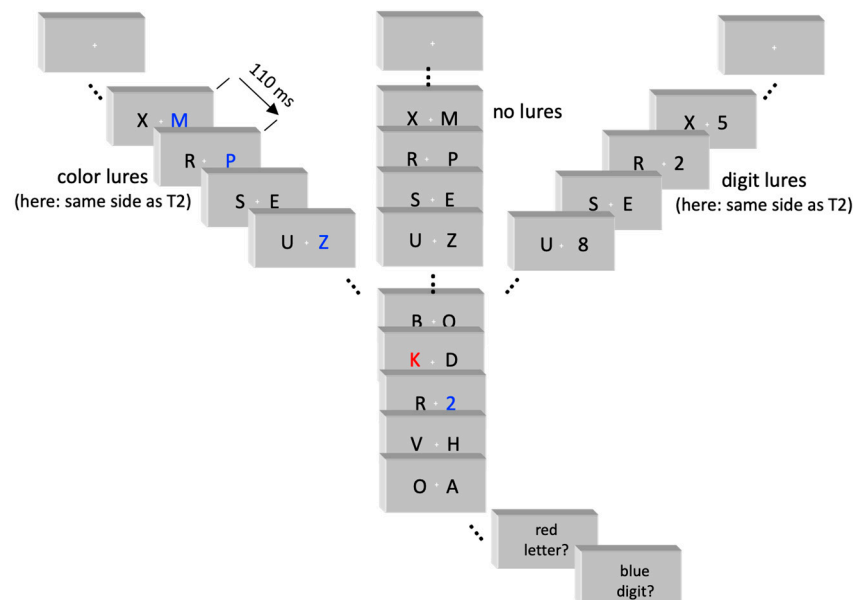 110 ms
X M
R P
S E
U Z
color lures
(here: same side as T2)
no lures
X M
R P
S E
U Z
X 5
R 2
S E
U 8
digit lures
(here: same side as T2)
B Q
K D
R 2
V H
O A
red
letter?
blue
digit?